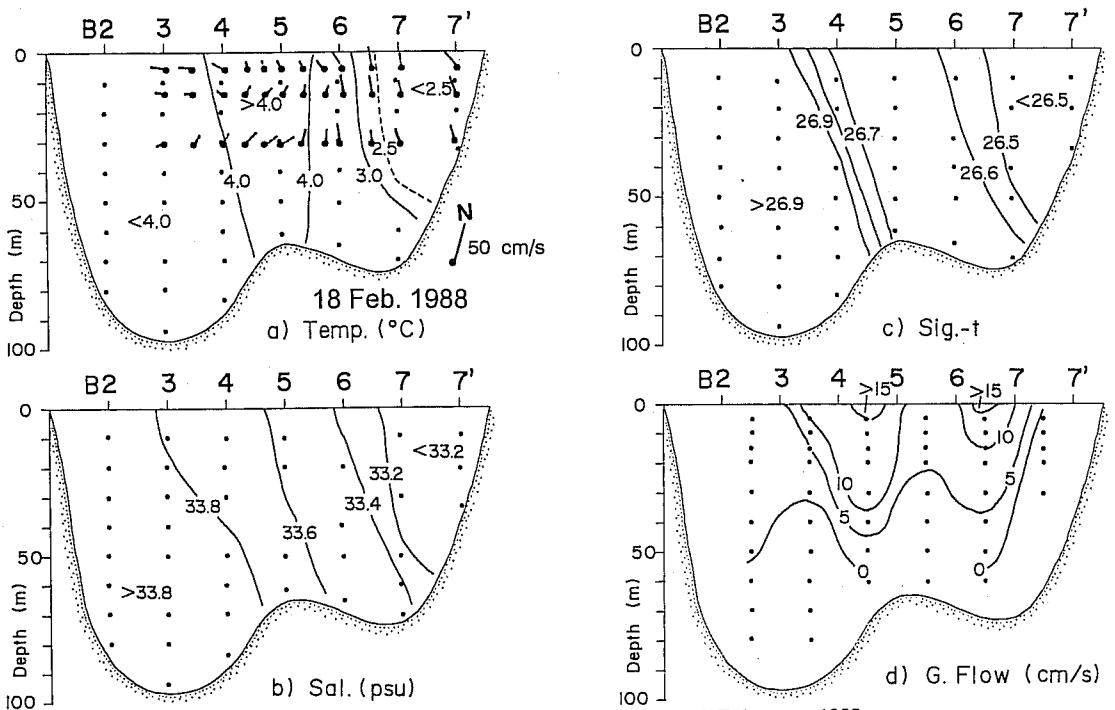 B2 3 4 5 6 7 7'
0
50
100
Depth (m)
>4.0
<2.5
2.5
4.0
4.0
3.0
<4.0
N
50 cm/s
18 Feb. 1988
a) Temp. (°C)
B2 3 4 5 6 7 7'
0
50
100
Depth (m)
26.9
26.7
<26.5
26.5
26.6
>26.9
c) Sig.-t
B2 3 4 5 6 7 7'
0
50
100
Depth (m)
<33.2
33.2
33.4
33.8
33.6
>33.8
b) Sal. (psu)
B2 3 4 5 6 7 7'
>15
>15
0
50
100
Depth (m)
10
10
5
5
0
0
d) G. Flow (cm/s)